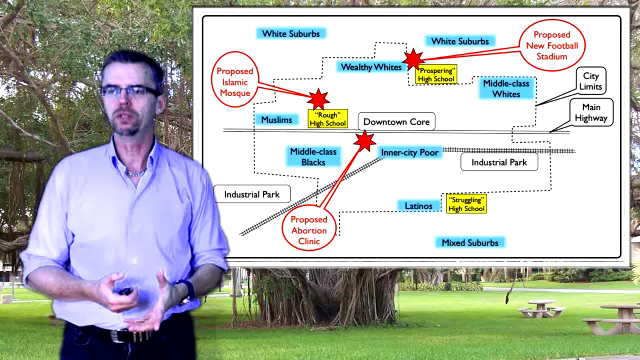 White Suburbs
White Suburbs
Proposed
New Football
Stadium
Proposed
Islamic
Mosque
Wealthy Whites
"Prospering"
High School
Middle-class
Whites
City
Limits
Main
Highway
Muslims
"Rough"
High School
Downtown Core
Middle-class
Blacks
Inner-city Poor
Industrial Park
Industrial Park
Proposed
Abortion
Clinic
Latinos
"Struggling"
High School
Mixed Suburbs